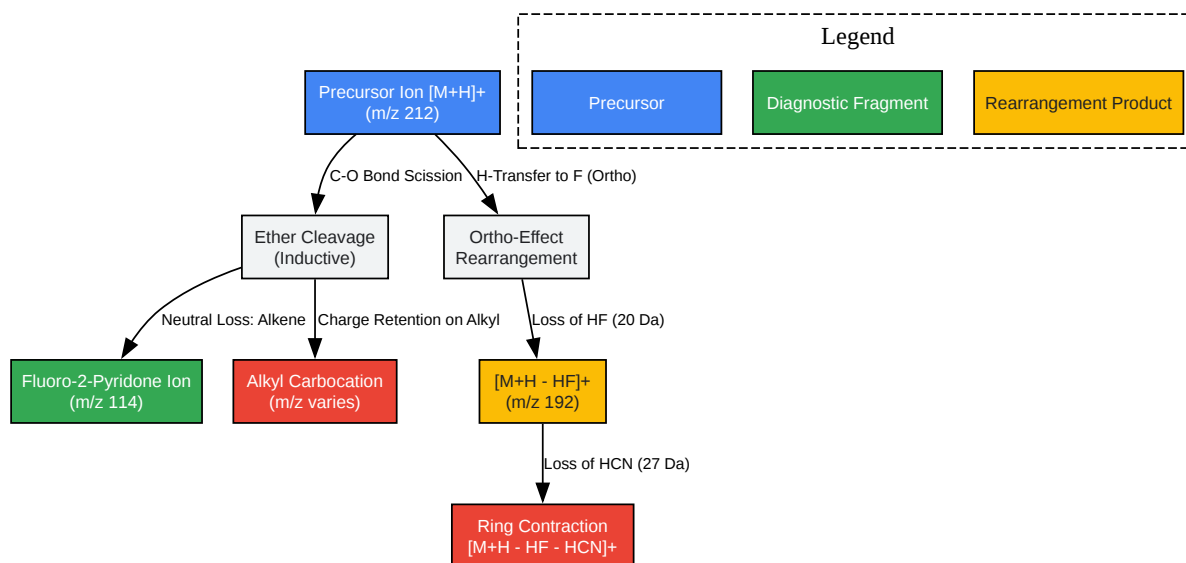 Legend
Precursor Ion [M+H]+
(m/z 212)
Precursor
Diagnostic Fragment
Rearrangement Product
C-O Bond Scission
H-Transfer to F (Ortho)
Ether Cleavage
(Inductive)
Ortho-Effect
Rearrangement
Neutral Loss: Alkene
Charge Retention on Alkyl
Loss of HF (20 Da)
Fluoro-2-Pyridone Ion
(m/z 114)
Alkyl Carbocation
(m/z varies)
[M+H - HF]+
(m/z 192)
Loss of HCN (27 Da)
Ring Contraction
[M+H - HF - HCN]+